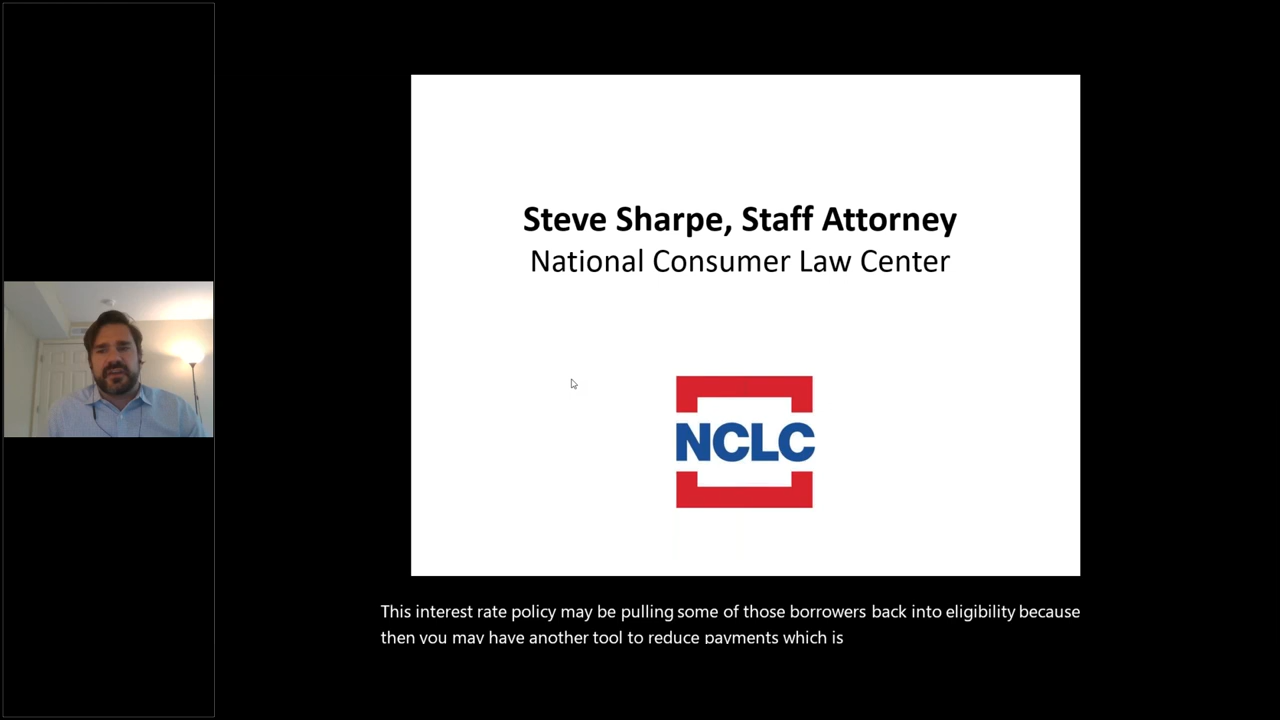 Steve Sharpe, Staff Attorney
National Consumer Law Center
NCLC
This interest rate policy may be pulling some of those borrowers back into eligibility because
then you may have another tool to reduce payments which is